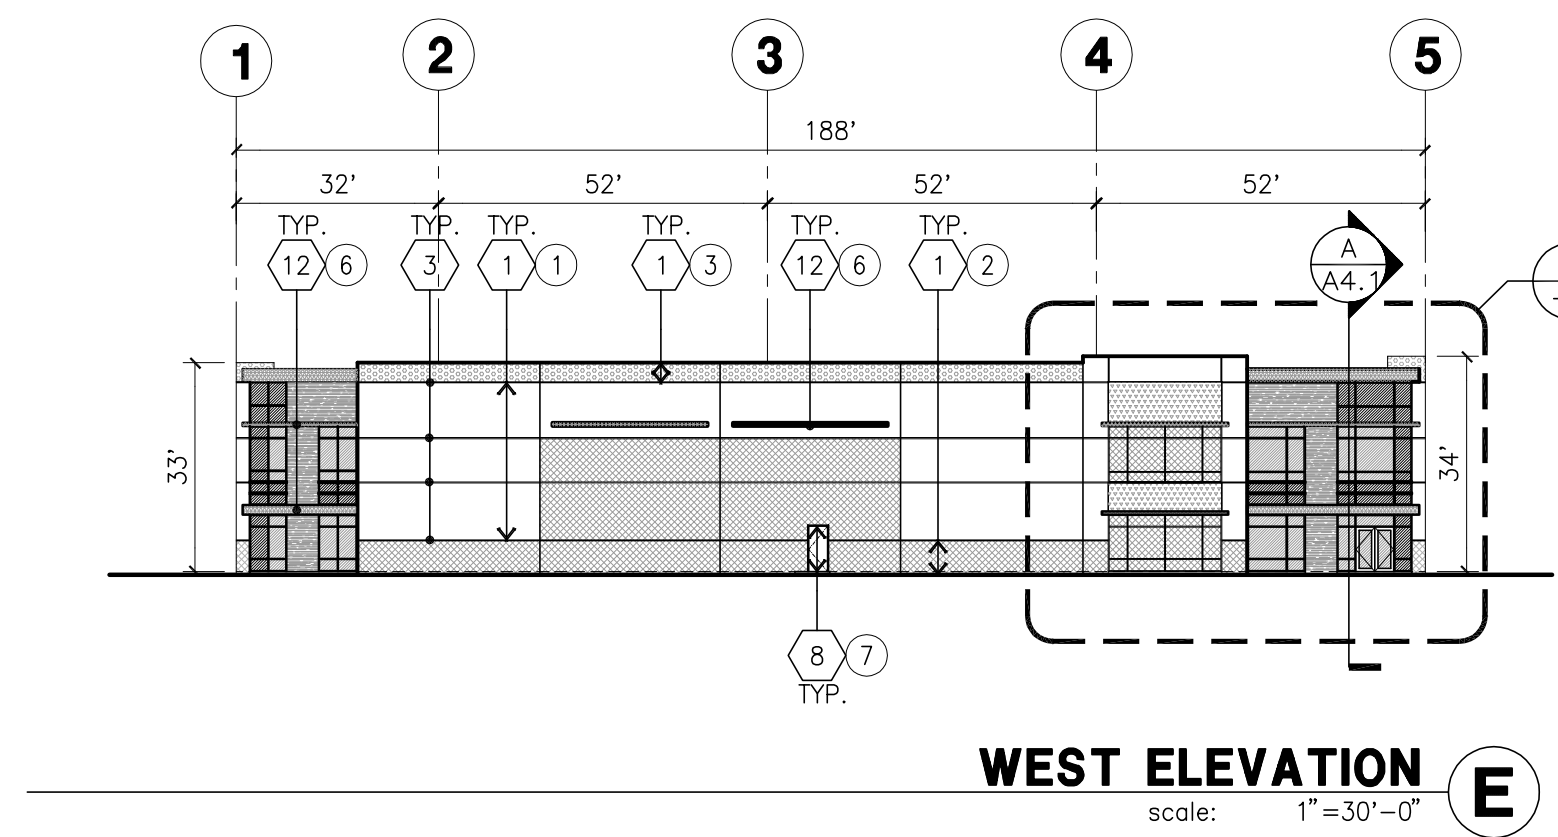 1 2 3 4 5
188'
32' 52' 52' 52'
TYP. TYP. TYP. TYP. TYP. TYP.
12 6 3 1 1 1 3 12 6 1 2
A
A4.1
33'
34'
8 7
TYP.
WEST ELEVATION E
scale: 1"=30'-0"